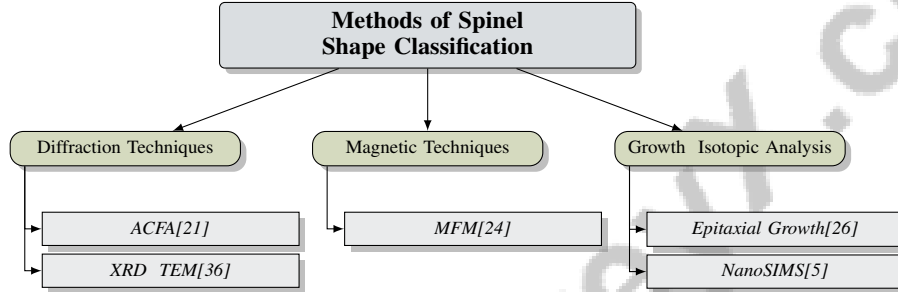 Methods of Spinel
Shape Classification
Diffraction Techniques
Magnetic Techniques
Growth Isotopic Analysis
ACFA[21]
MFM[24]
Epitaxial Growth[26]
XRD TEM[36]
NanoSIMS[5]